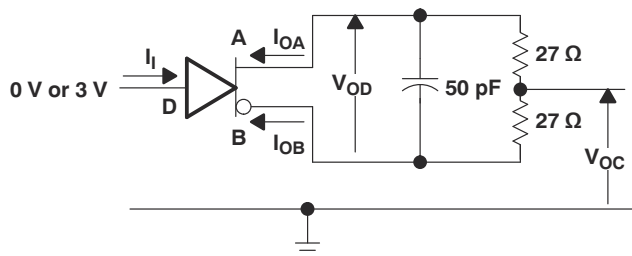 A
I_OA
I_I
27 Ω
0 V or 3 V
V_OD
50 pF
D
27 Ω
B
I_OB
V_OC